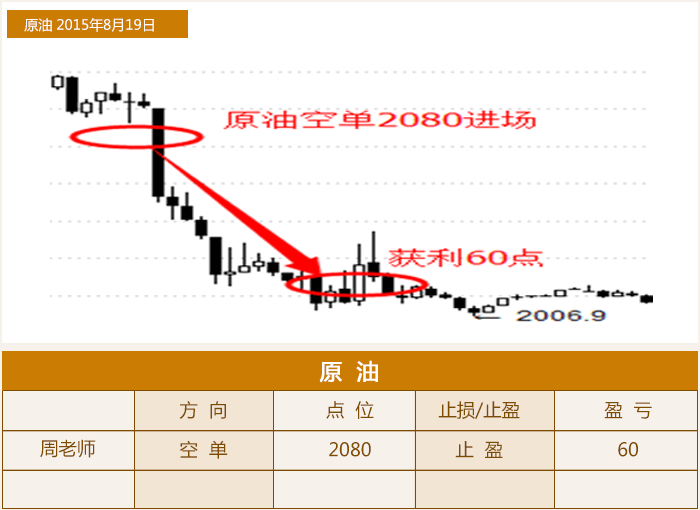 原油 2015年8月19日
原油空单2080进场
获利60点
2006.9
原 油
方 向 点 位 止损/止盈 盈 亏
周老师 空 单 2080 止 盈 60